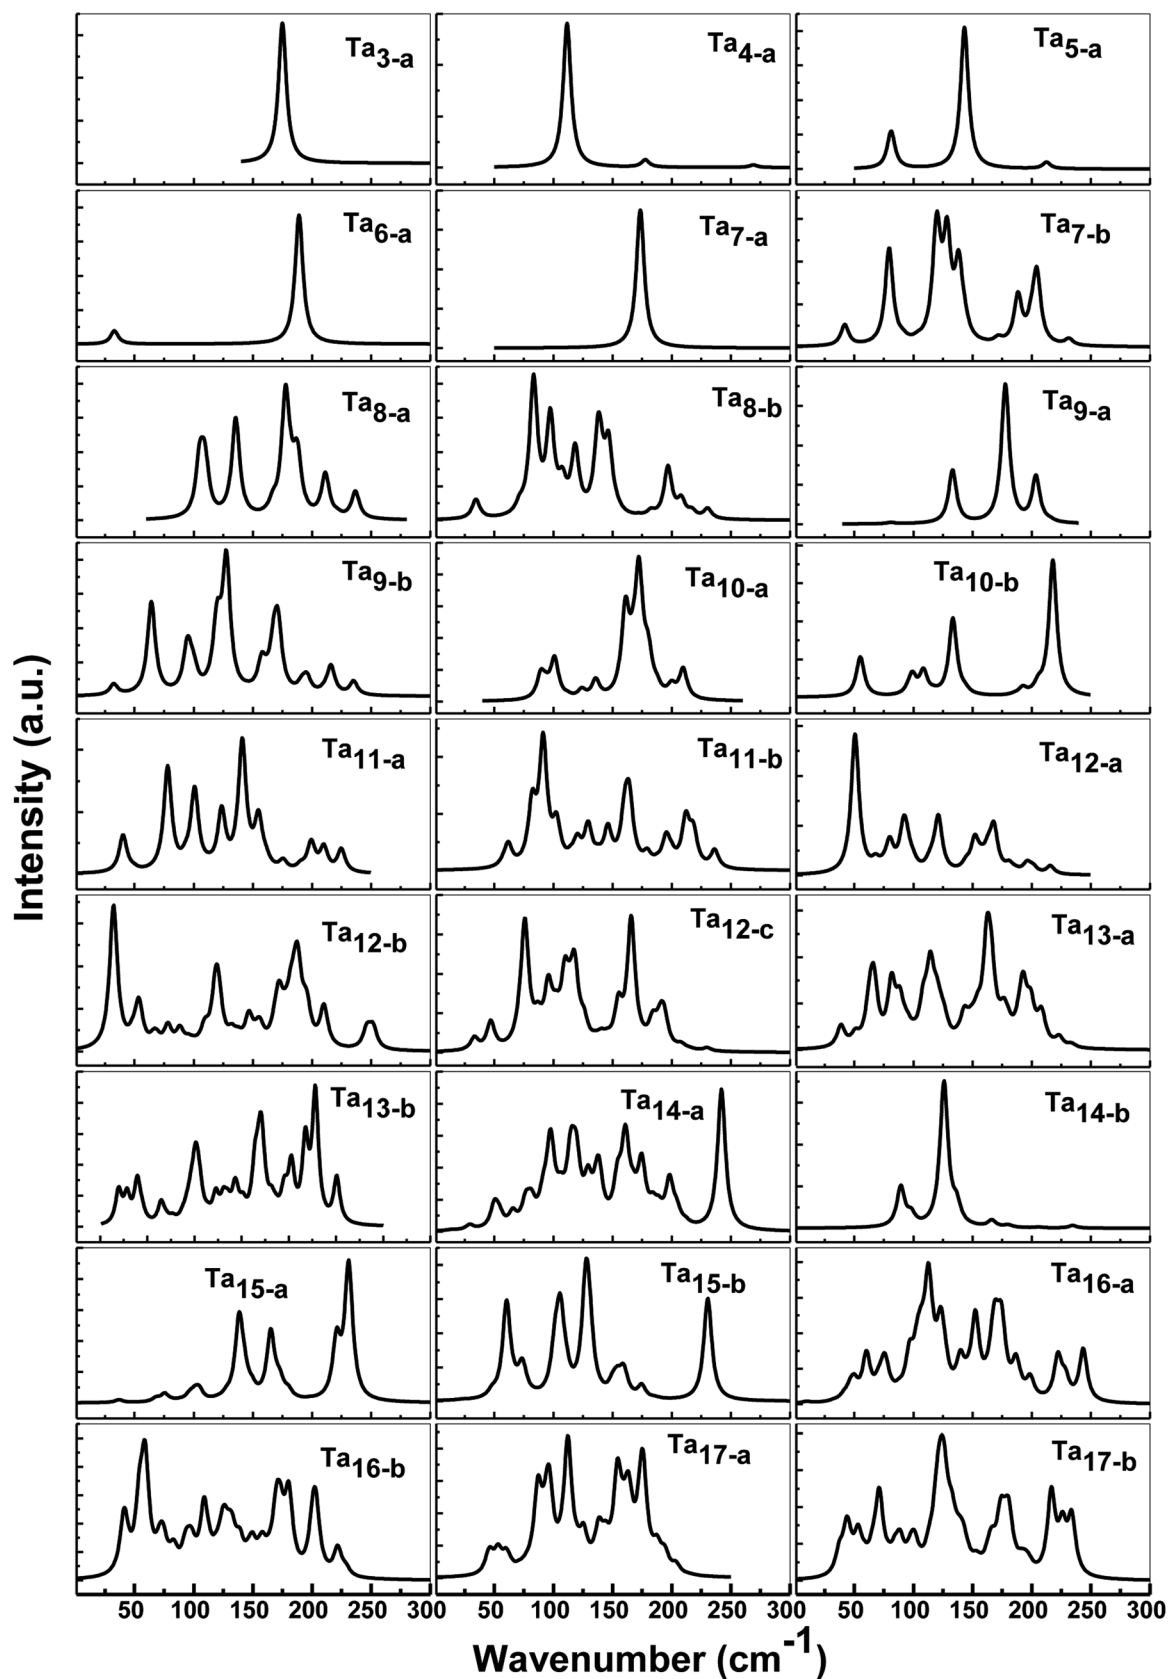 Ta3-a
Ta4-a
Ta5-a
Ta6-a
Ta7-a
Ta7-b
Ta8-a
Ta8-b
Ta9-a
Ta9-b
Ta10-a
Ta10-b
Ta11-a
Ta11-b
Ta12-a
Ta12-b
Ta12-c
Ta13-a
Ta13-b
Ta14-a
Ta14-b
Ta15-a
Ta15-b
Ta16-a
Ta16-b
Ta17-a
Ta17-b
Intensity (a.u.)
50 100 150 200 250 300 50 100 150 200 250 300 50 100 150 200 250 300
Wavenumber (cm-1)